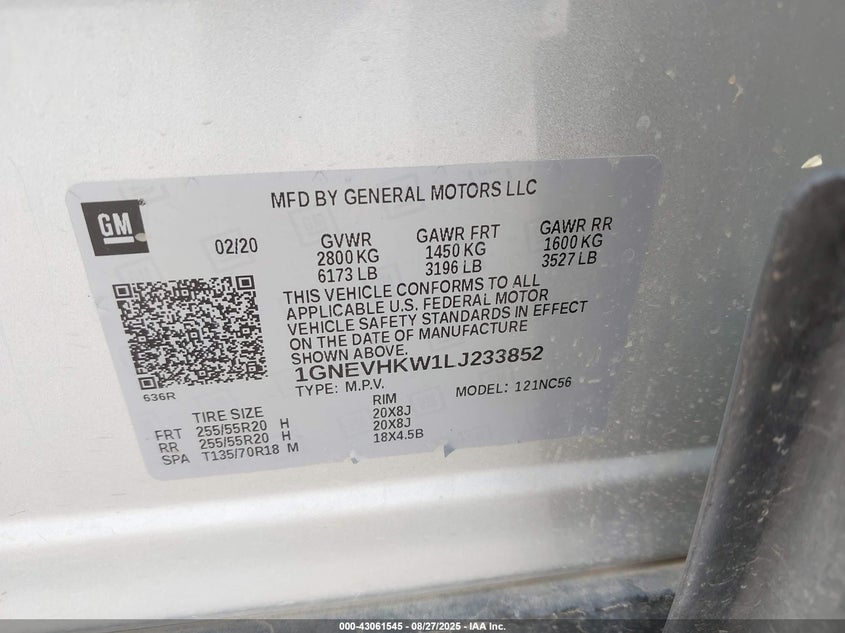 MFD BY GENERAL MOTORS LLC
GM
02/20
GVWR GAWR FRT GAWR RR
2800 KG 1450 KG 1600 KG
6173 LB 3196 LB 3527 LB
THIS VEHICLE CONFORMS TO ALL
APPLICABLE U.S. FEDERAL MOTOR
VEHICLE SAFETY STANDARDS IN EFFECT
ON THE DATE OF MANUFACTURE
SHOWN ABOVE.
1GNEVHKW1LJ233852
TYPE: M.P.V. MODEL: 121NC56
636R
TIRE SIZE RIM
FRT 255/55R20 H 20X8J
RR 255/55R20 H 20X8J
SPA T135/70R18 M 18X4.5B
000-43061545 - 08/27/2025 - IAA Inc.